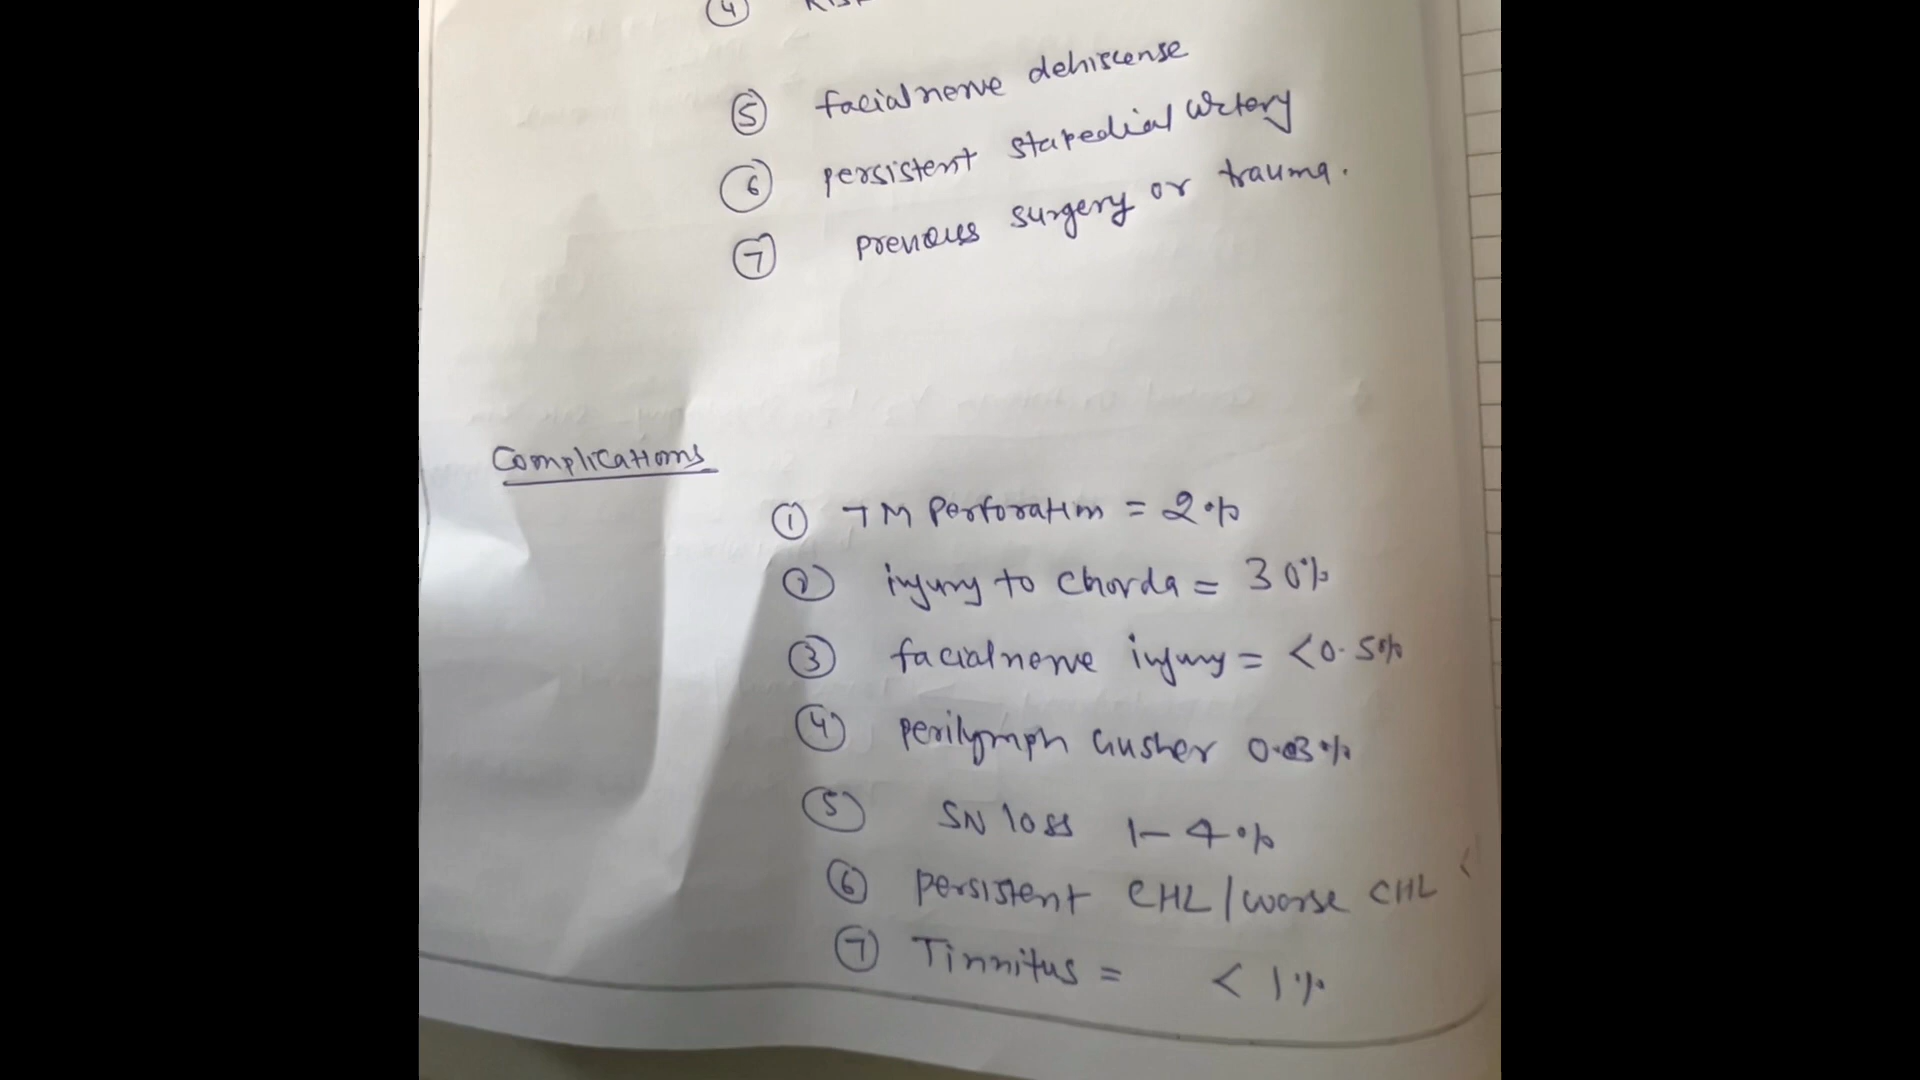 ④
⑤ facial nerve dehiscense
⑥ persistent stapedial artery
⑦ previous surgery or trauma.
Complications
① TM Perforation = 2%
② injury to chorda = 30%
③ facial nerve injury = <0.5%
④ perilymph Gusher 0.03%
⑤ SN loss 1-4%
⑥ persistent CHL/worse CHL <
⑦ Tinnitus = < 1%